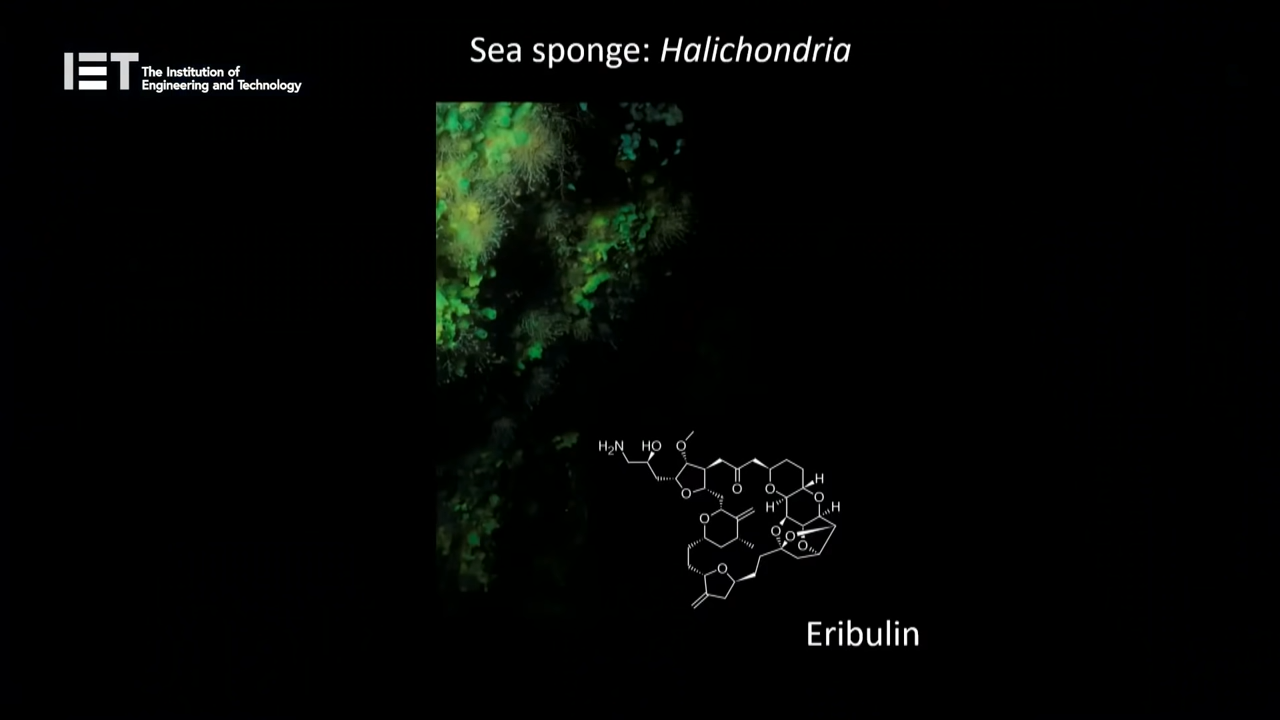 Sea sponge: Halichondria
IET
The Institution of
Engineering and Technology
H₂N HO O
O O O H
O H O H
O O O
O
Eribulin